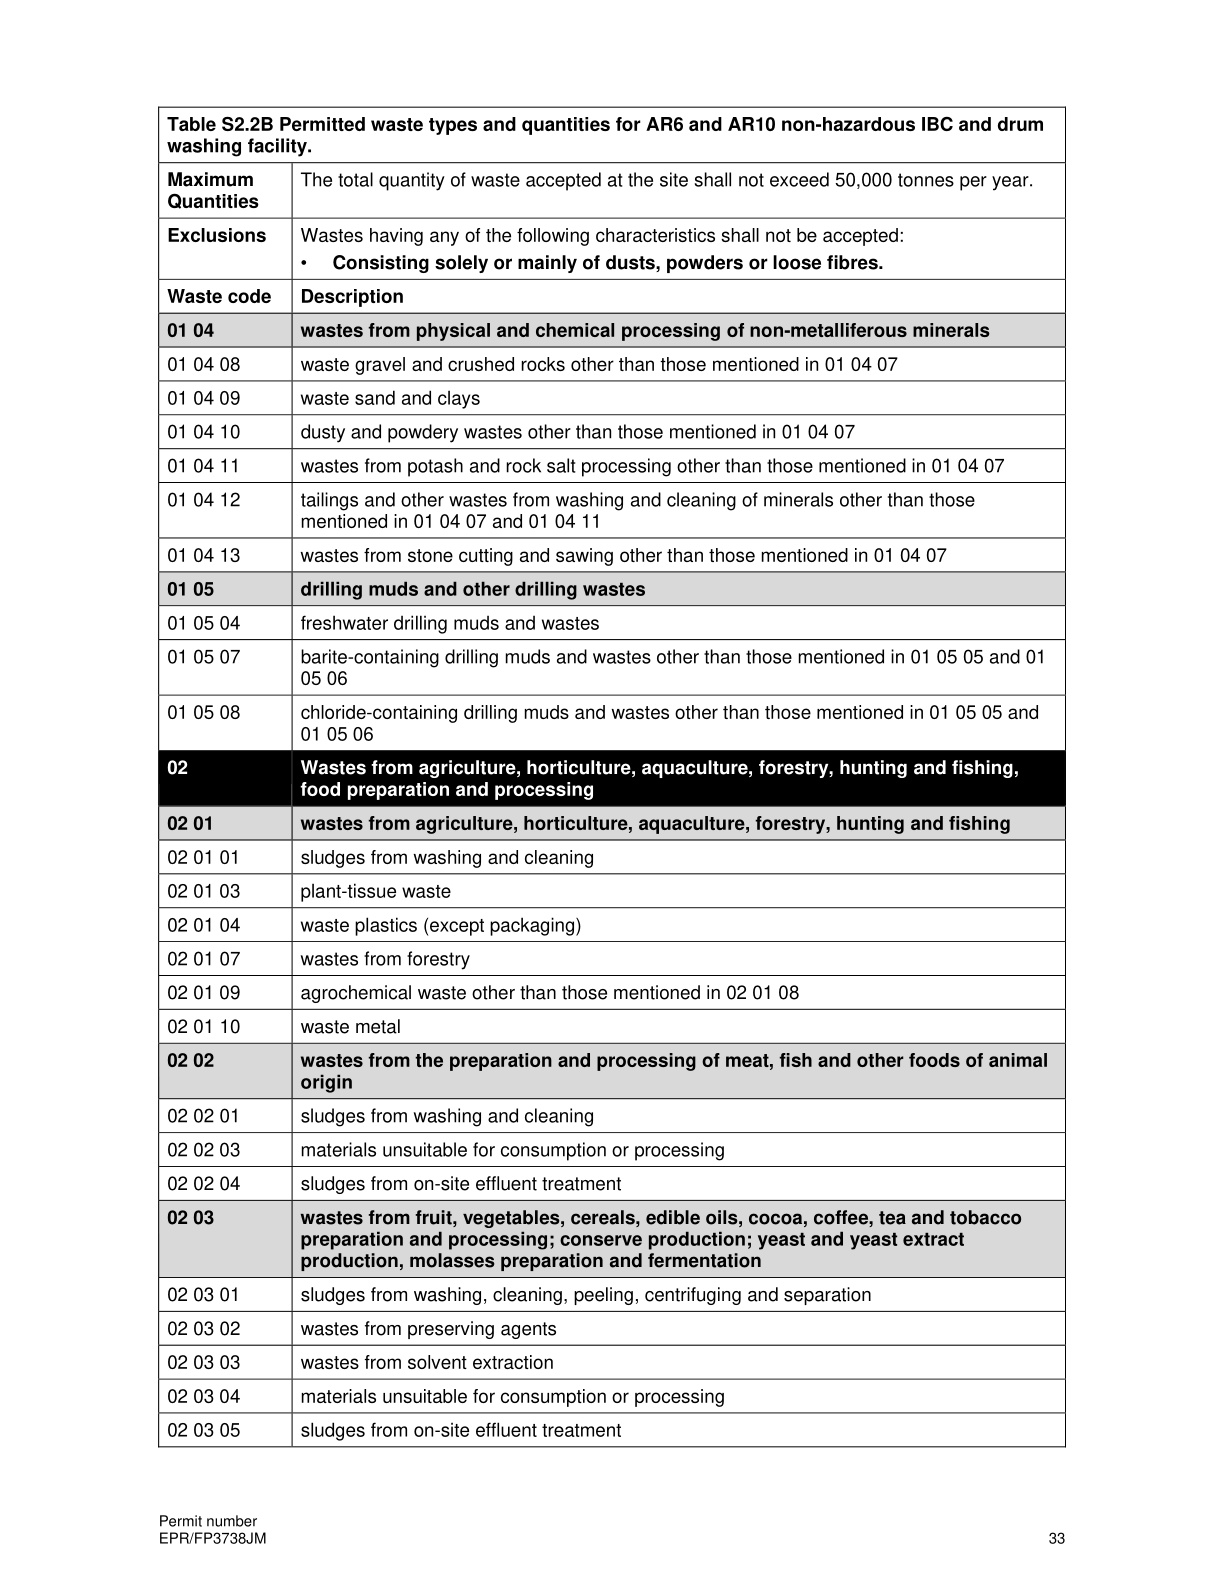 Table S2.2B Permitted waste types and quantities for AR6 and AR10 non-hazardous IBC and drum
washing facility.
Maximum
Quantities
The total quantity of waste accepted at the site shall not exceed 50,000 tonnes per year.
Exclusions
Wastes having any of the following characteristics shall not be accepted:
• Consisting solely or mainly of dusts, powders or loose fibres.
Waste code Description
01 04 wastes from physical and chemical processing of non-metalliferous minerals
01 04 08 waste gravel and crushed rocks other than those mentioned in 01 04 07
01 04 09 waste sand and clays
01 04 10 dusty and powdery wastes other than those mentioned in 01 04 07
01 04 11 wastes from potash and rock salt processing other than those mentioned in 01 04 07
01 04 12 tailings and other wastes from washing and cleaning of minerals other than those
mentioned in 01 04 07 and 01 04 11
01 04 13 wastes from stone cutting and sawing other than those mentioned in 01 04 07
01 05 drilling muds and other drilling wastes
01 05 04 freshwater drilling muds and wastes
01 05 07 barite-containing drilling muds and wastes other than those mentioned in 01 05 05 and 01
05 06
01 05 08 chloride-containing drilling muds and wastes other than those mentioned in 01 05 05 and
01 05 06
02 Wastes from agriculture, horticulture, aquaculture, forestry, hunting and fishing,
food preparation and processing
02 01 wastes from agriculture, horticulture, aquaculture, forestry, hunting and fishing
02 01 01 sludges from washing and cleaning
02 01 03 plant-tissue waste
02 01 04 waste plastics (except packaging)
02 01 07 wastes from forestry
02 01 09 agrochemical waste other than those mentioned in 02 01 08
02 01 10 waste metal
02 02 wastes from the preparation and processing of meat, fish and other foods of animal
origin
02 02 01 sludges from washing and cleaning
02 02 03 materials unsuitable for consumption or processing
02 02 04 sludges from on-site effluent treatment
02 03 wastes from fruit, vegetables, cereals, edible oils, cocoa, coffee, tea and tobacco
preparation and processing; conserve production; yeast and yeast extract
production, molasses preparation and fermentation
02 03 01 sludges from washing, cleaning, peeling, centrifuging and separation
02 03 02 wastes from preserving agents
02 03 03 wastes from solvent extraction
02 03 04 materials unsuitable for consumption or processing
02 03 05 sludges from on-site effluent treatment
Permit number
EPR/FP3738JM 33